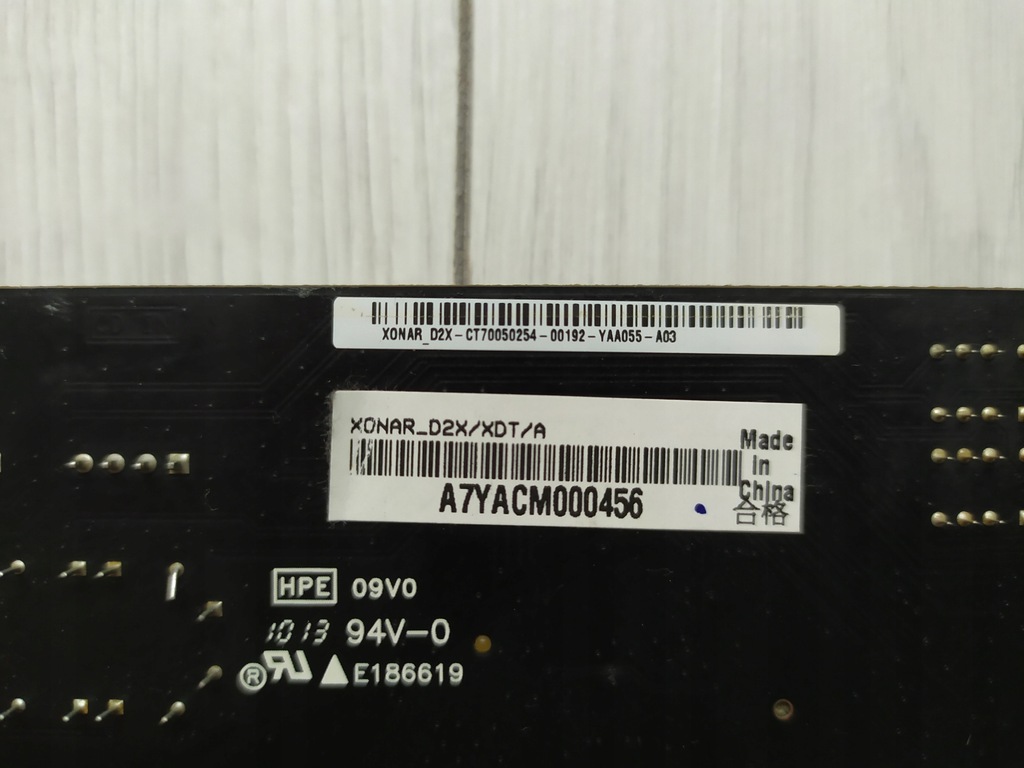 XONAR_D2X-CT70050254-00192-YAA055-A03
XONAR_D2X/XDT/A
Made
in
China
合格
A7YACM000456
HPE 09V0
1013 94V-0
® RU ▲ E186619